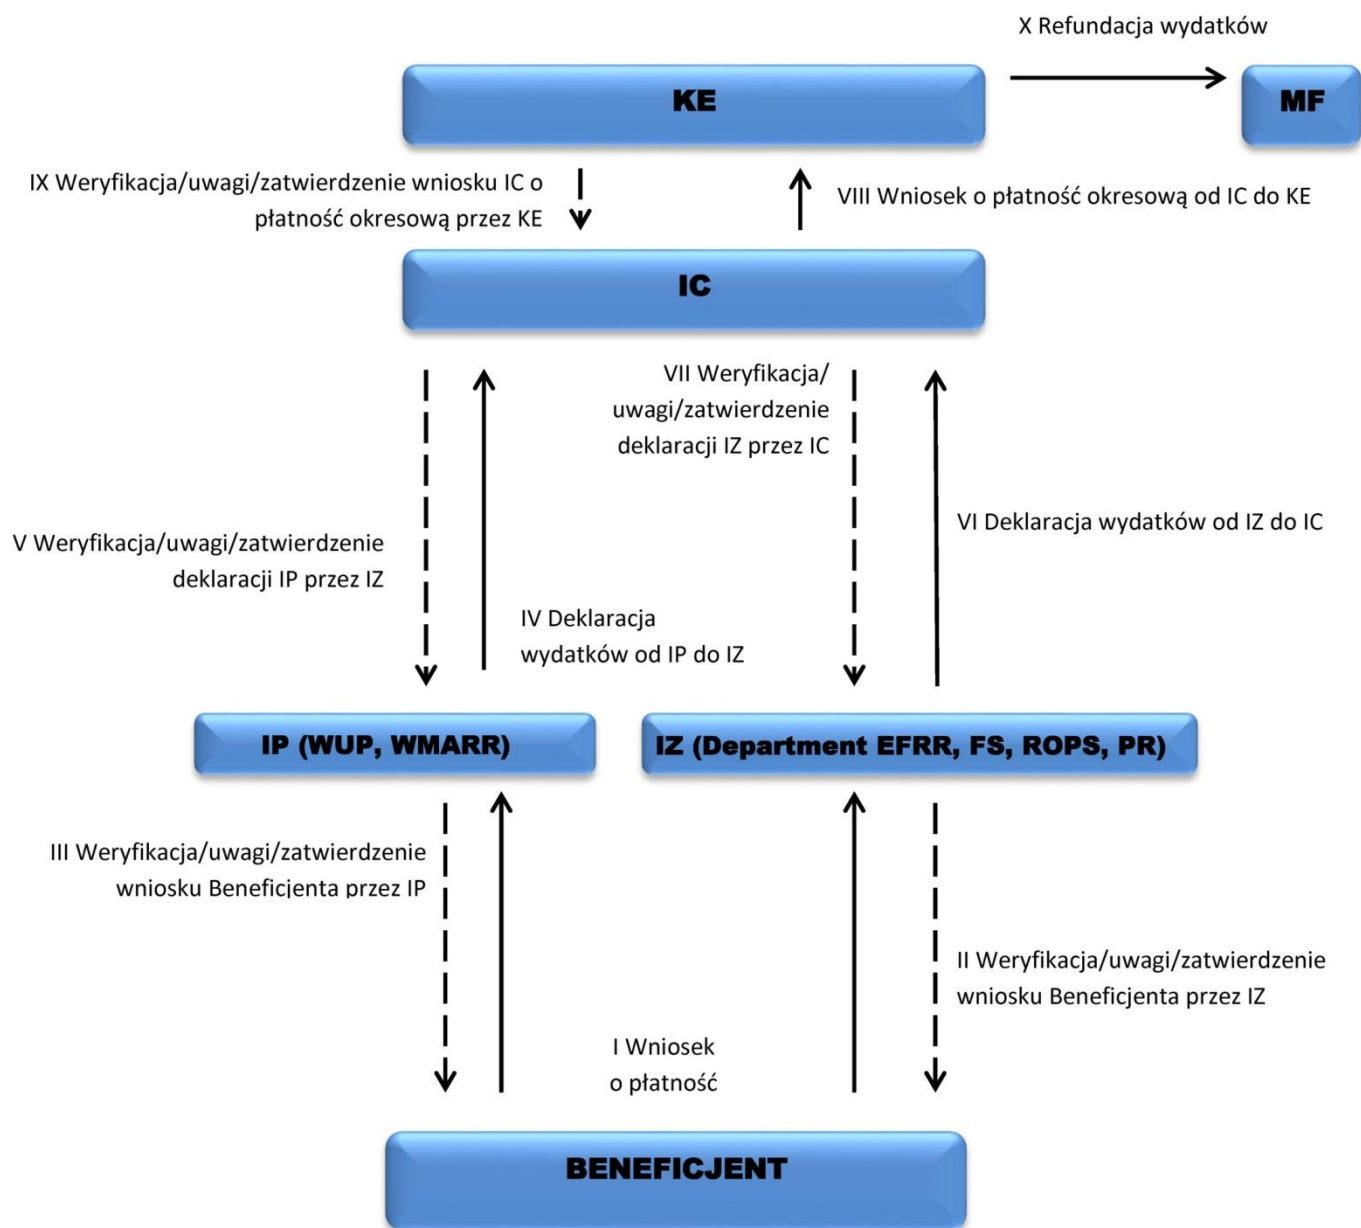 X Refundacja wydatków
KE
MF
IX Weryfikacja/uwagi/zatwierdzenie wniosku IC o
płatność okresową przez KE
VIII Wniosek o płatność okresową od IC do KE
IC
VII Weryfikacja/
uwagi/zatwierdzenie
deklaracji IZ przez IC
VI Deklaracja wydatków od IZ do IC
V Weryfikacja/uwagi/zatwierdzenie
deklaracji IP przez IZ
IV Deklaracja
wydatków od IP do IZ
IP (WUP, WMARR)
IZ (Department EFRR, FS, ROPS, PR)
III Weryfikacja/uwagi/zatwierdzenie
wniosku Beneficjenta przez IP
II Weryfikacja/uwagi/zatwierdzenie
wniosku Beneficjenta przez IZ
I Wniosek
o płatność
BENEFICJENT